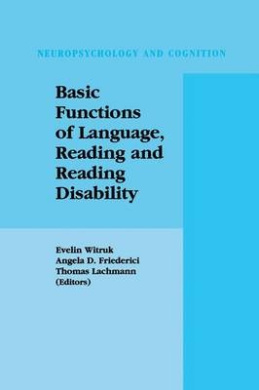 NEUROPSYCHOLOGY AND COGNITION
Basic
Functions
of Language,
Reading and
Reading
Disability
Evelin Witruk
Angela D. Friederici
Thomas Lachmann
(Editors)